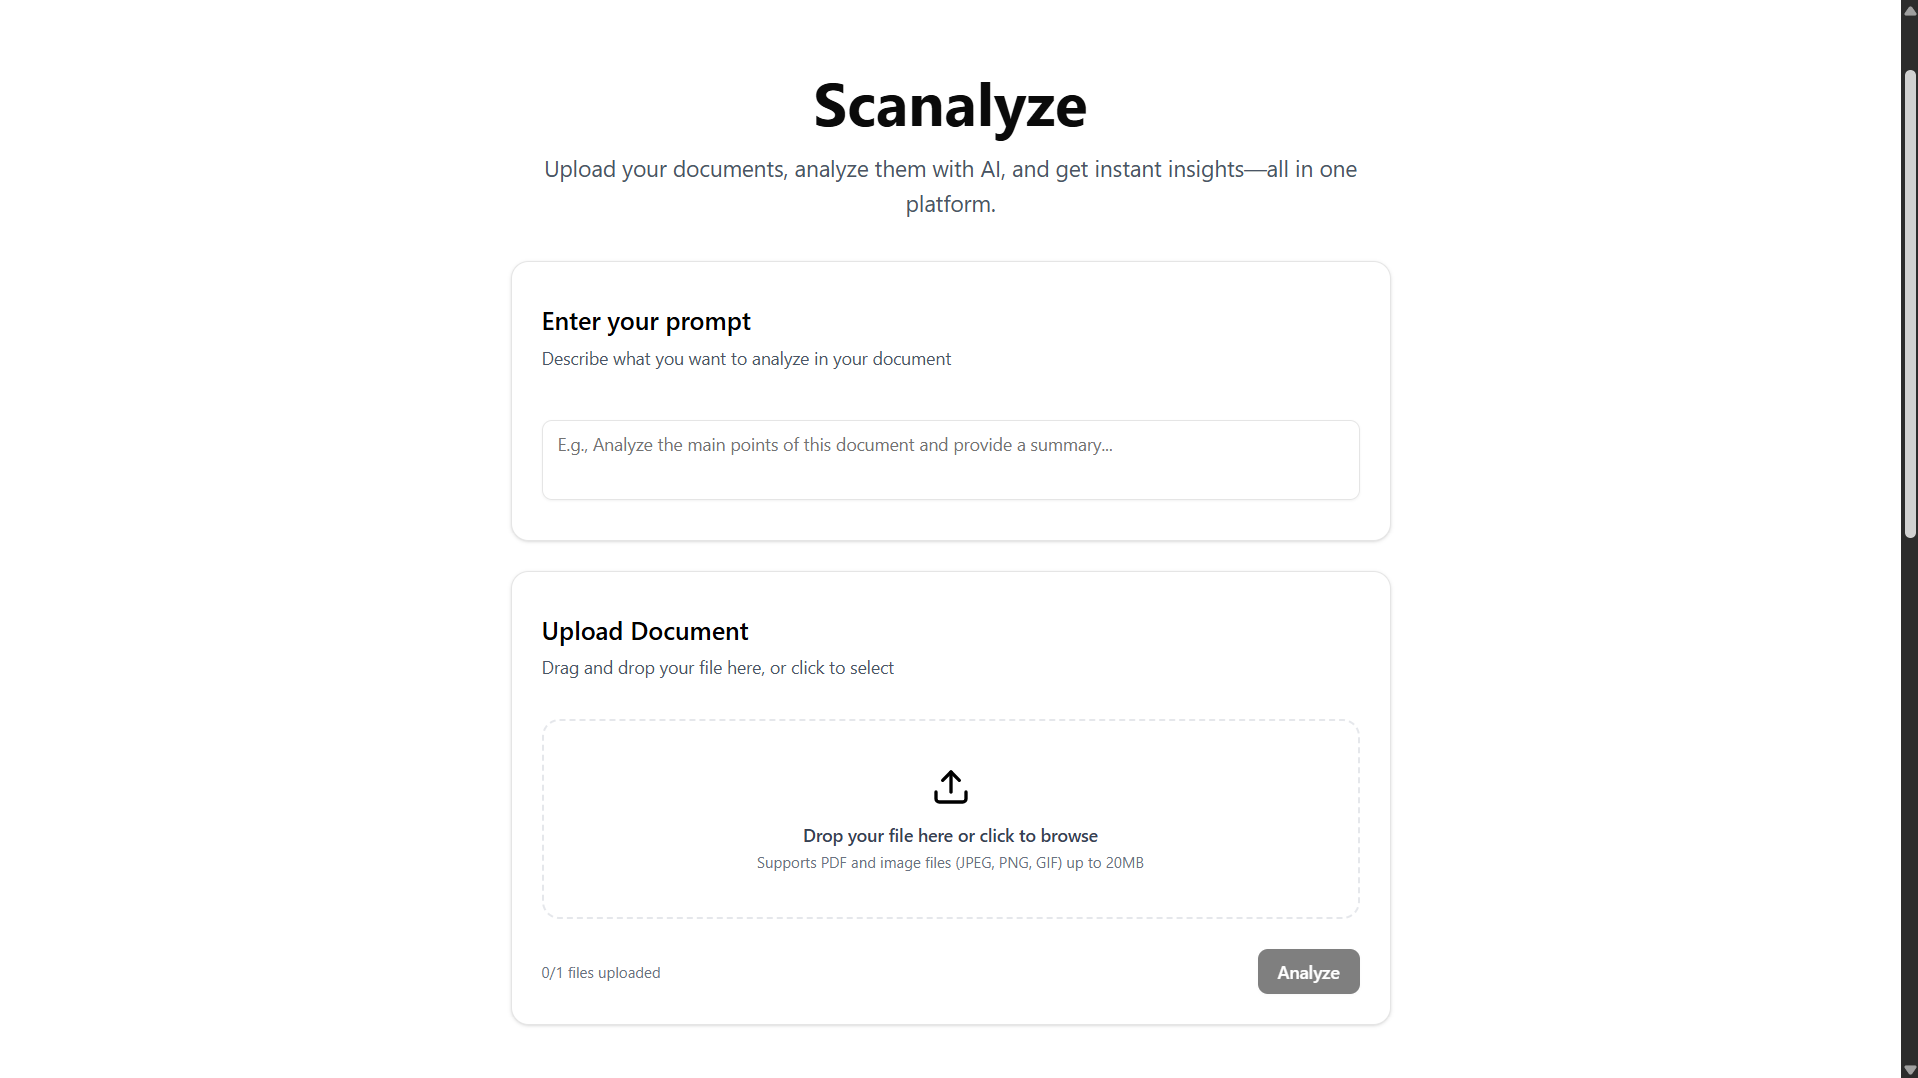 Scanalyze
Upload your documents, analyze them with AI, and get instant insights—all in one
platform.
Enter your prompt
Describe what you want to analyze in your document
E.g., Analyze the main points of this document and provide a summary...
Upload Document
Drag and drop your file here, or click to select
Drop your file here or click to browse
Supports PDF and image files (JPEG, PNG, GIF) up to 20MB
0/1 files uploaded
Analyze